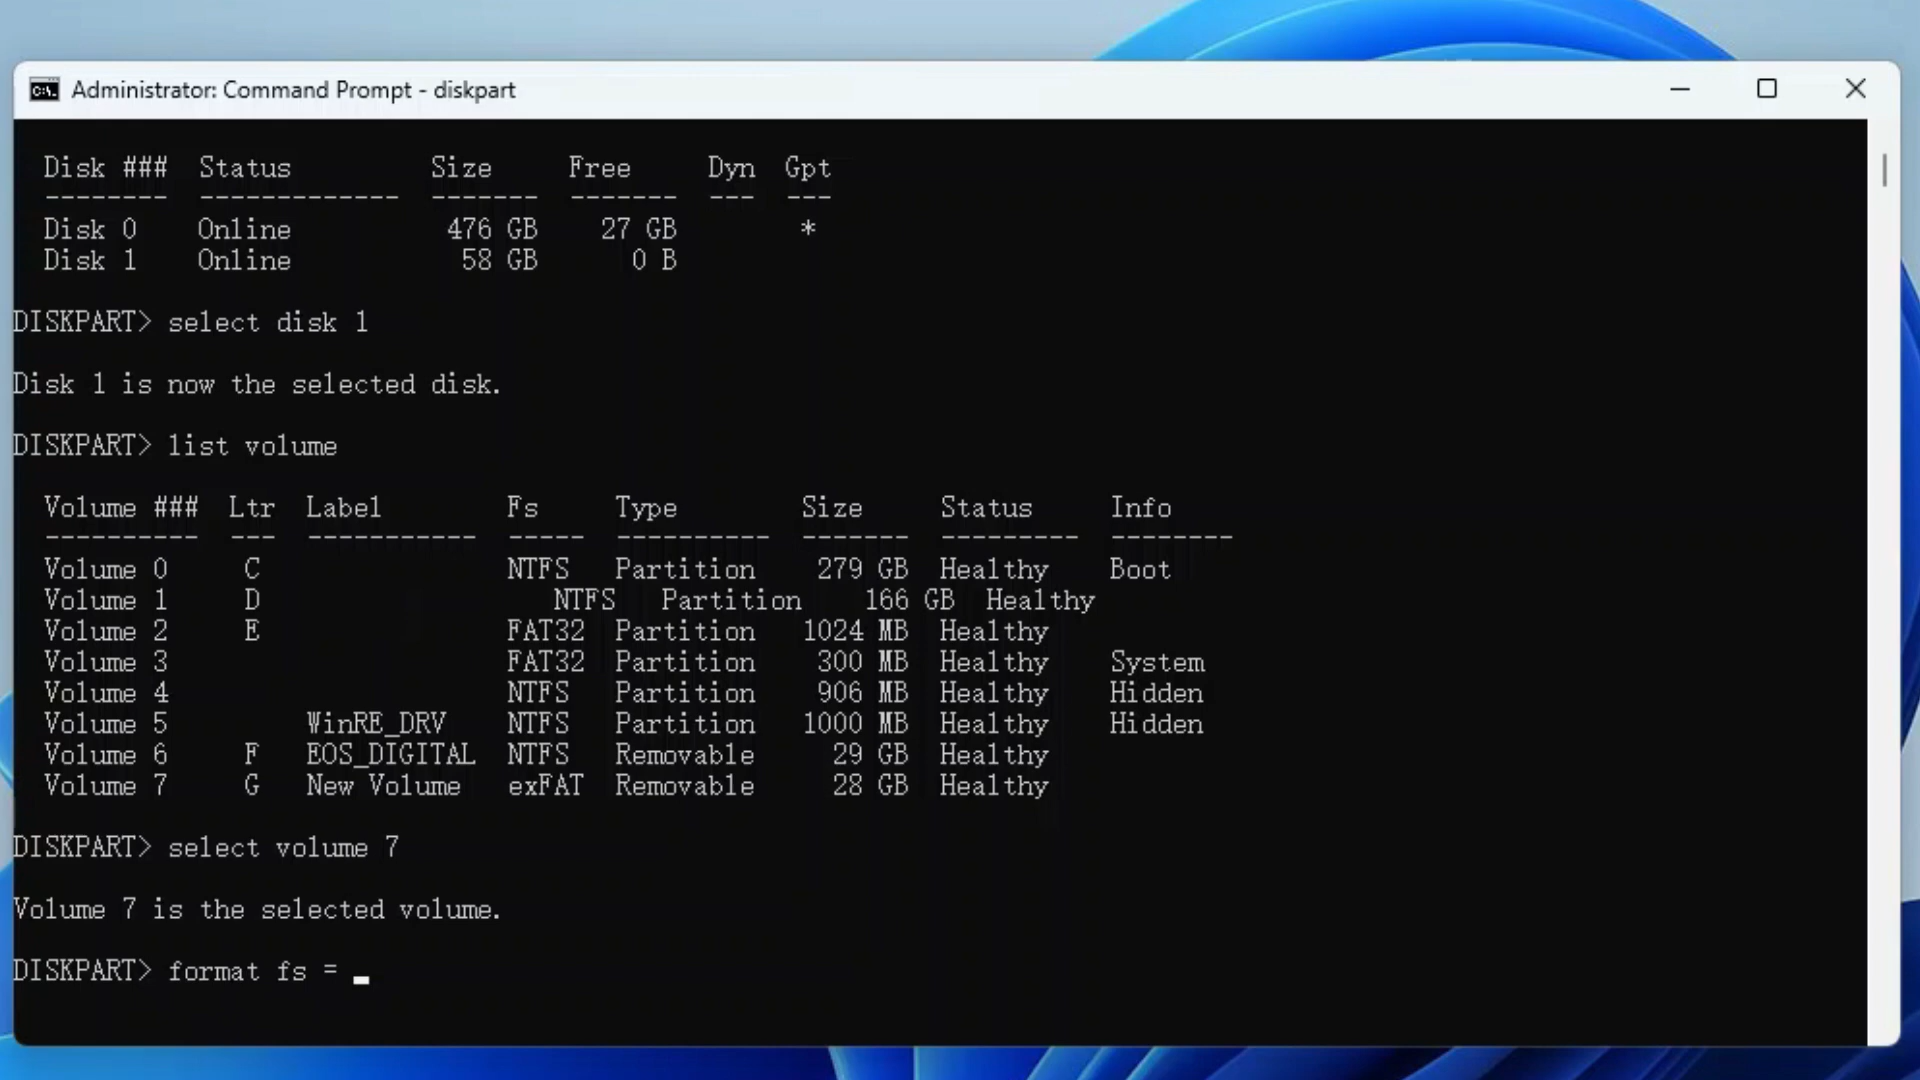 Administrator: Command Prompt - diskpart
Disk ### Status Size Free Dyn Gpt
-------- ------------- ------- ------- --- ---
Disk 0 Online 476 GB 27 GB *
Disk 1 Online 58 GB 0 B
DISKPART> select disk 1
Disk 1 is now the selected disk.
DISKPART> list volume
Volume ### Ltr Label Fs Type Size Status Info
---------- --- ----------- ----- ---------- ------- --------- --------
Volume 0 C NTFS Partition 279 GB Healthy Boot
Volume 1 D NTFS Partition 166 GB Healthy
Volume 2 E FAT32 Partition 1024 MB Healthy
Volume 3 FAT32 Partition 300 MB Healthy System
Volume 4 NTFS Partition 906 MB Healthy Hidden
Volume 5 WinRE_DRV NTFS Partition 1000 MB Healthy Hidden
Volume 6 F EOS_DIGITAL NTFS Removable 29 GB Healthy
Volume 7 G New Volume exFAT Removable 28 GB Healthy
DISKPART> select volume 7
Volume 7 is the selected volume.
DISKPART> format fs = _